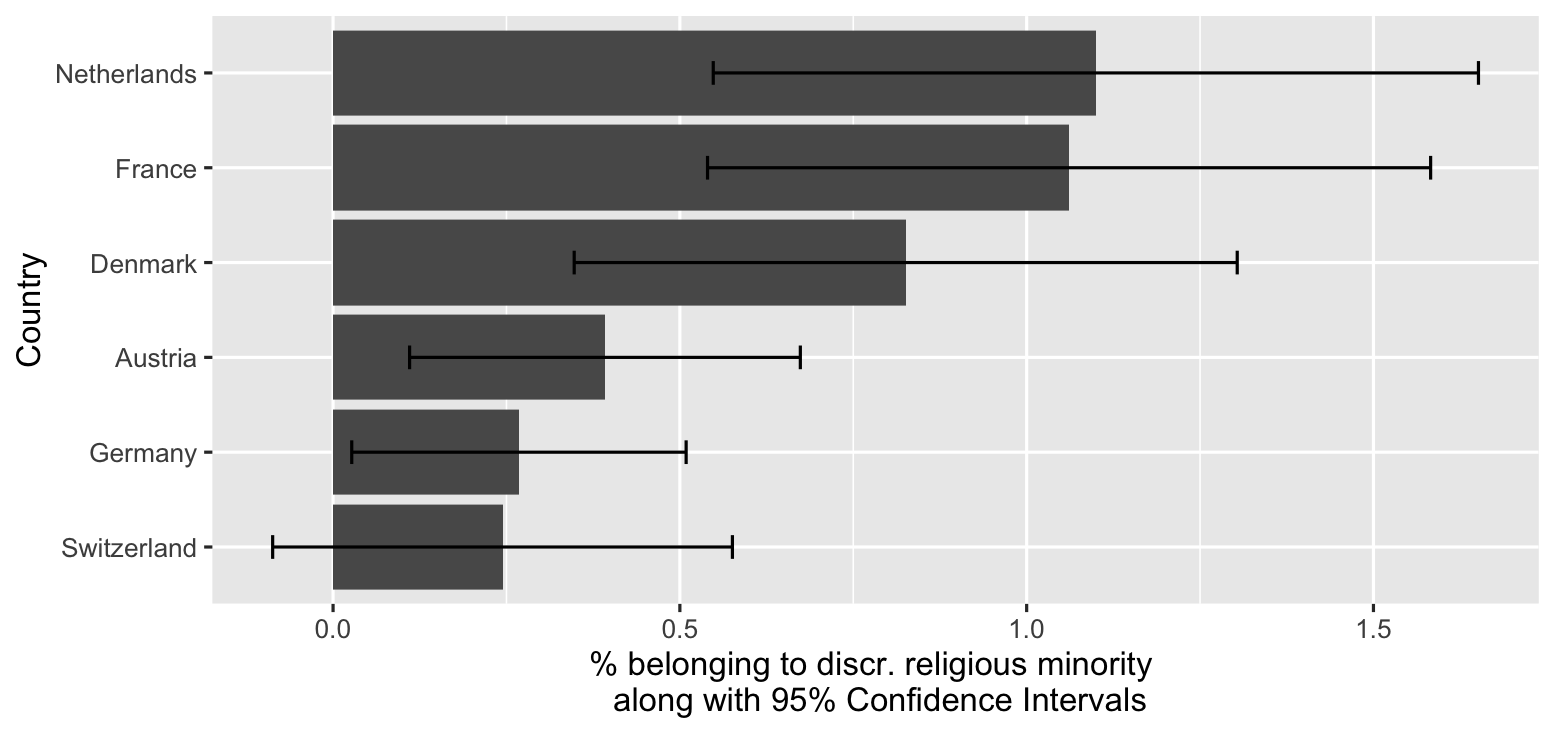 Country
Netherlands
France
Denmark
Austria
Germany
Switzerland
0.0 0.5 1.0 1.5
% belonging to discr. religious minority
along with 95% Confidence Intervals